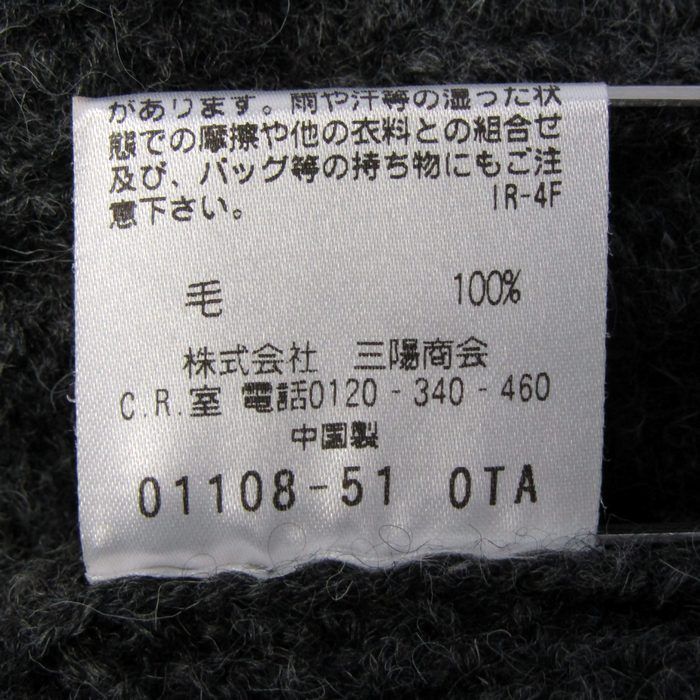 があります。雨や汗等の湿った状
態での摩擦や他の衣料との組合せ
及び、バッグ等の持ち物にもご注
意下さい。 IR-4F
毛 100%
株式会社 三陽商会
C.R.室 電話0120-340-460
中国製
01108-51 OTA